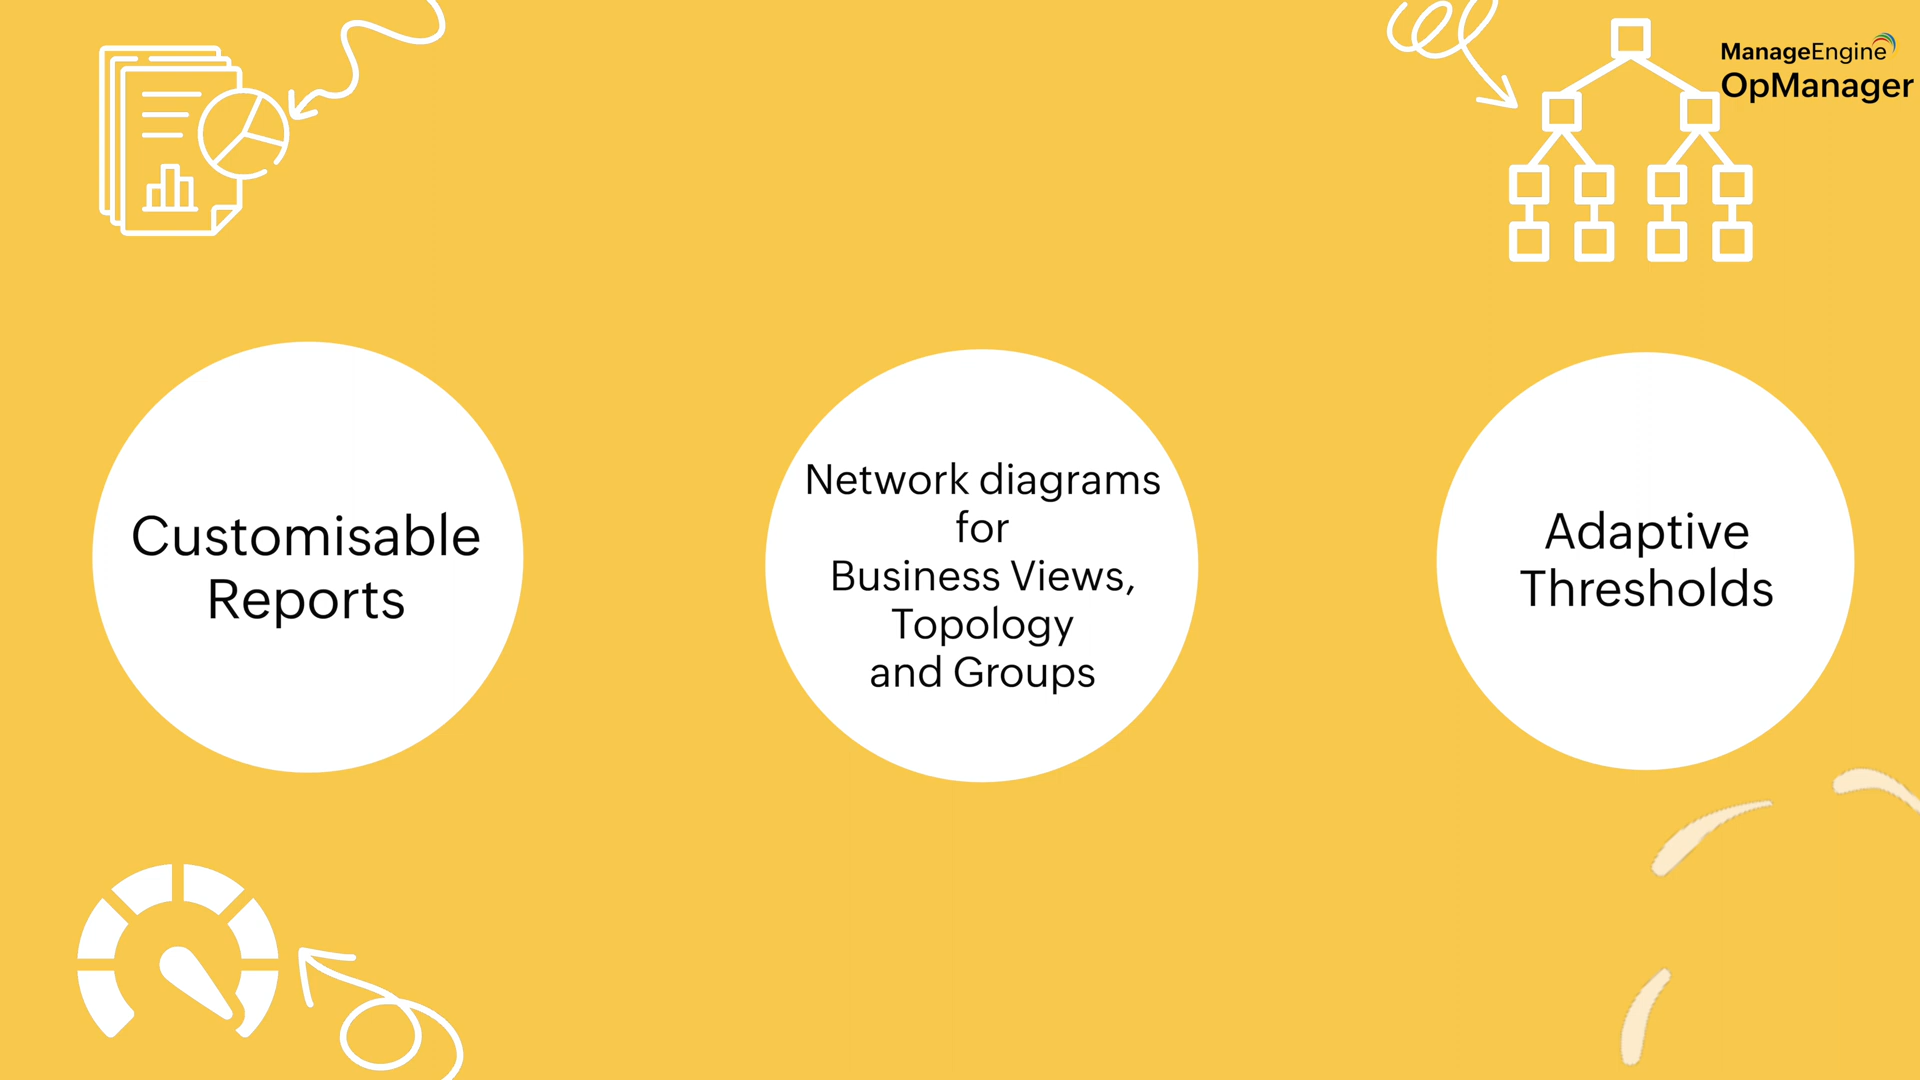 ManageEngine
OpManager
Customisable
Reports
Network diagrams
for
Business Views,
Topology
and Groups
Adaptive
Thresholds